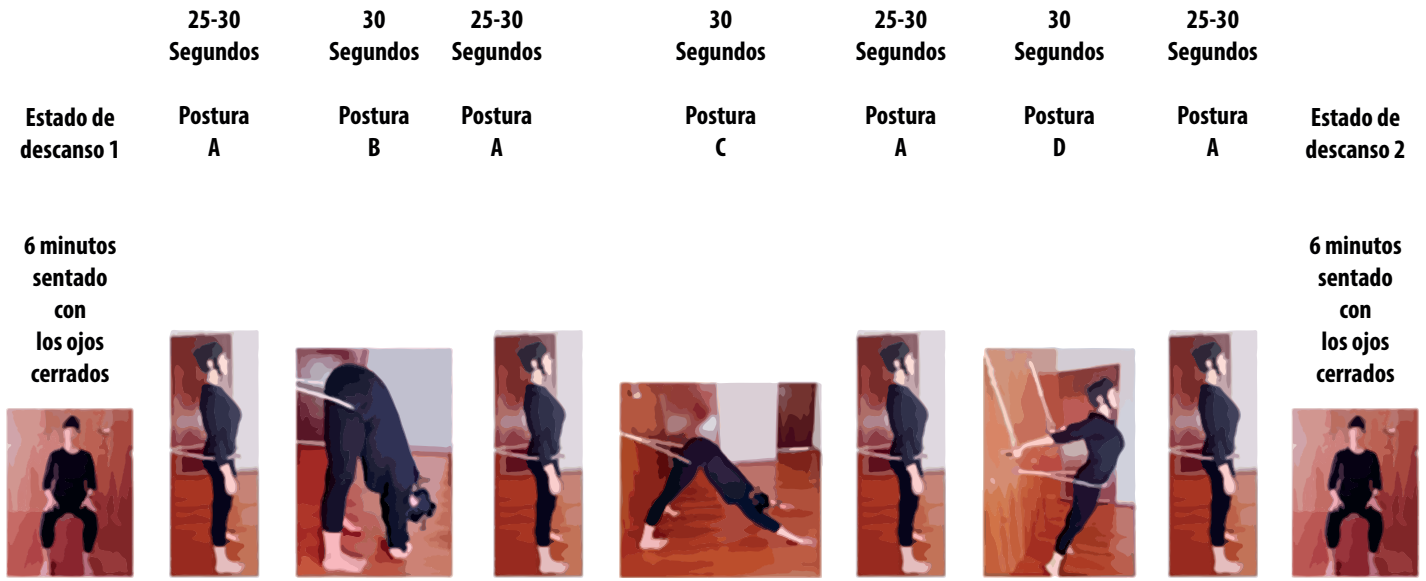 25-30
Segundos
30
Segundos
25-30
Segundos
30
Segundos
25-30
Segundos
30
Segundos
25-30
Segundos
Estado de
descanso 1
Postura
A
Postura
B
Postura
A
Postura
C
Postura
A
Postura
D
Postura
A
Estado de
descanso 2
6 minutos
sentado
con
los ojos
cerrados
6 minutos
sentado
con
los ojos
cerrados